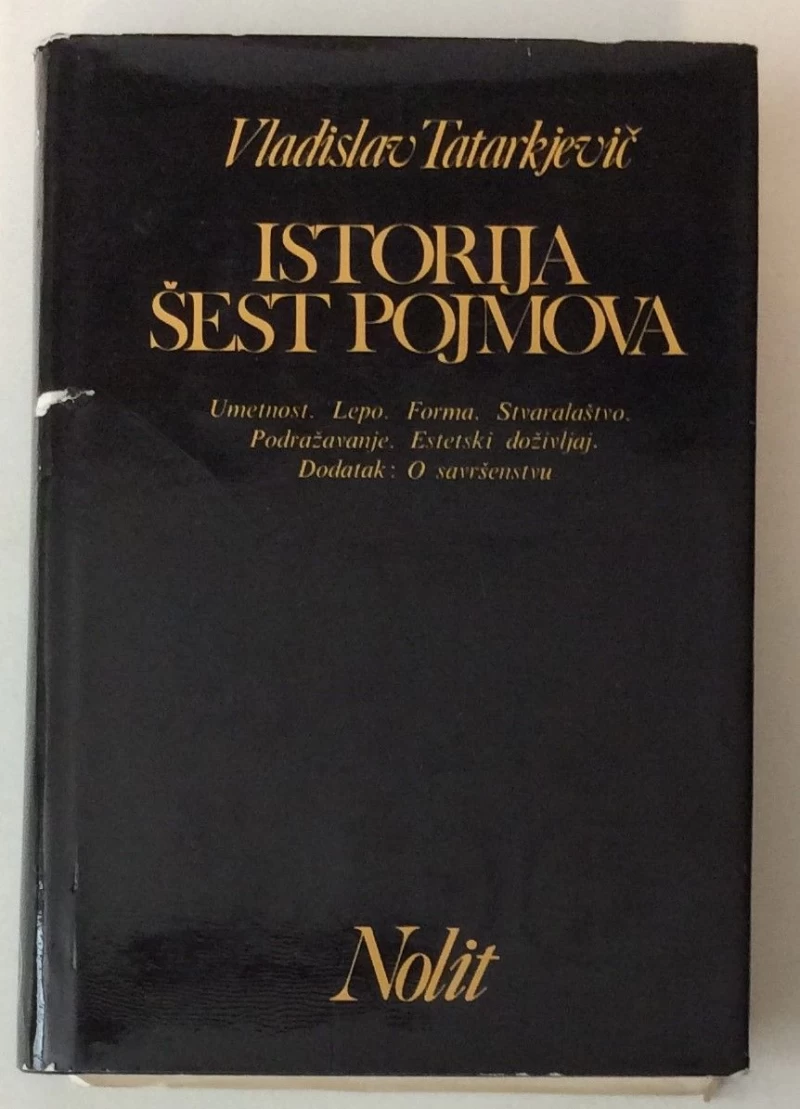 Vladislav Tatarkjevič
ISTORIJA
ŠEST POJMOVA
Umetnost. Lepo. Forma. Stvaralaštvo.
Podražavanje. Estetski doživljaj.
Dodatak: O savršenstvu
Nolit